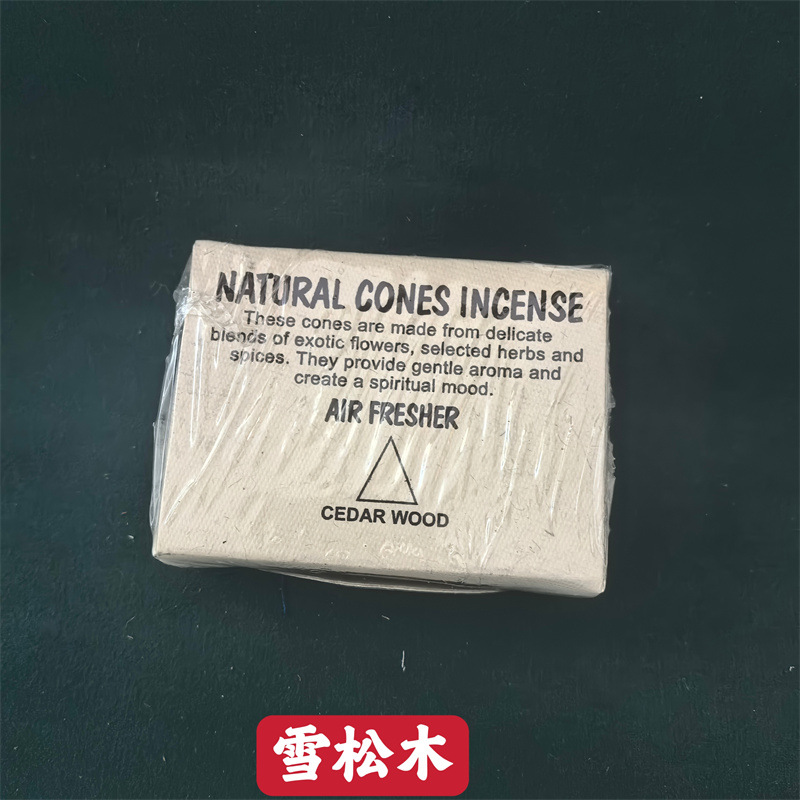 NATURAL CONES INCENSE
These cones are made from delicate
blends of exotic flowers, selected herbs and
spices. They provide gentle aroma and
create a spiritual mood.
AIR FRESHER
CEDAR WOOD
雪松木